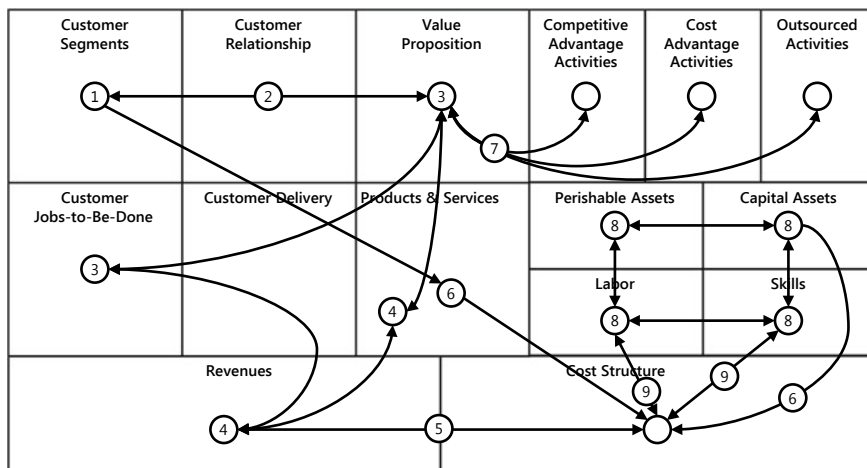 Customer
Segments
Customer
Relationship
Value
Proposition
Competitive
Advantage
Activities
Cost
Advantage
Activities
Outsourced
Activities
1
2
3
7
Customer
Jobs-to-Be-Done
Customer Delivery
Products & Services
Perishable Assets
Capital Assets
8
8
3
6
4
Labor
Skills
8
8
Revenues
Cost Structure
9
9
6
4
5